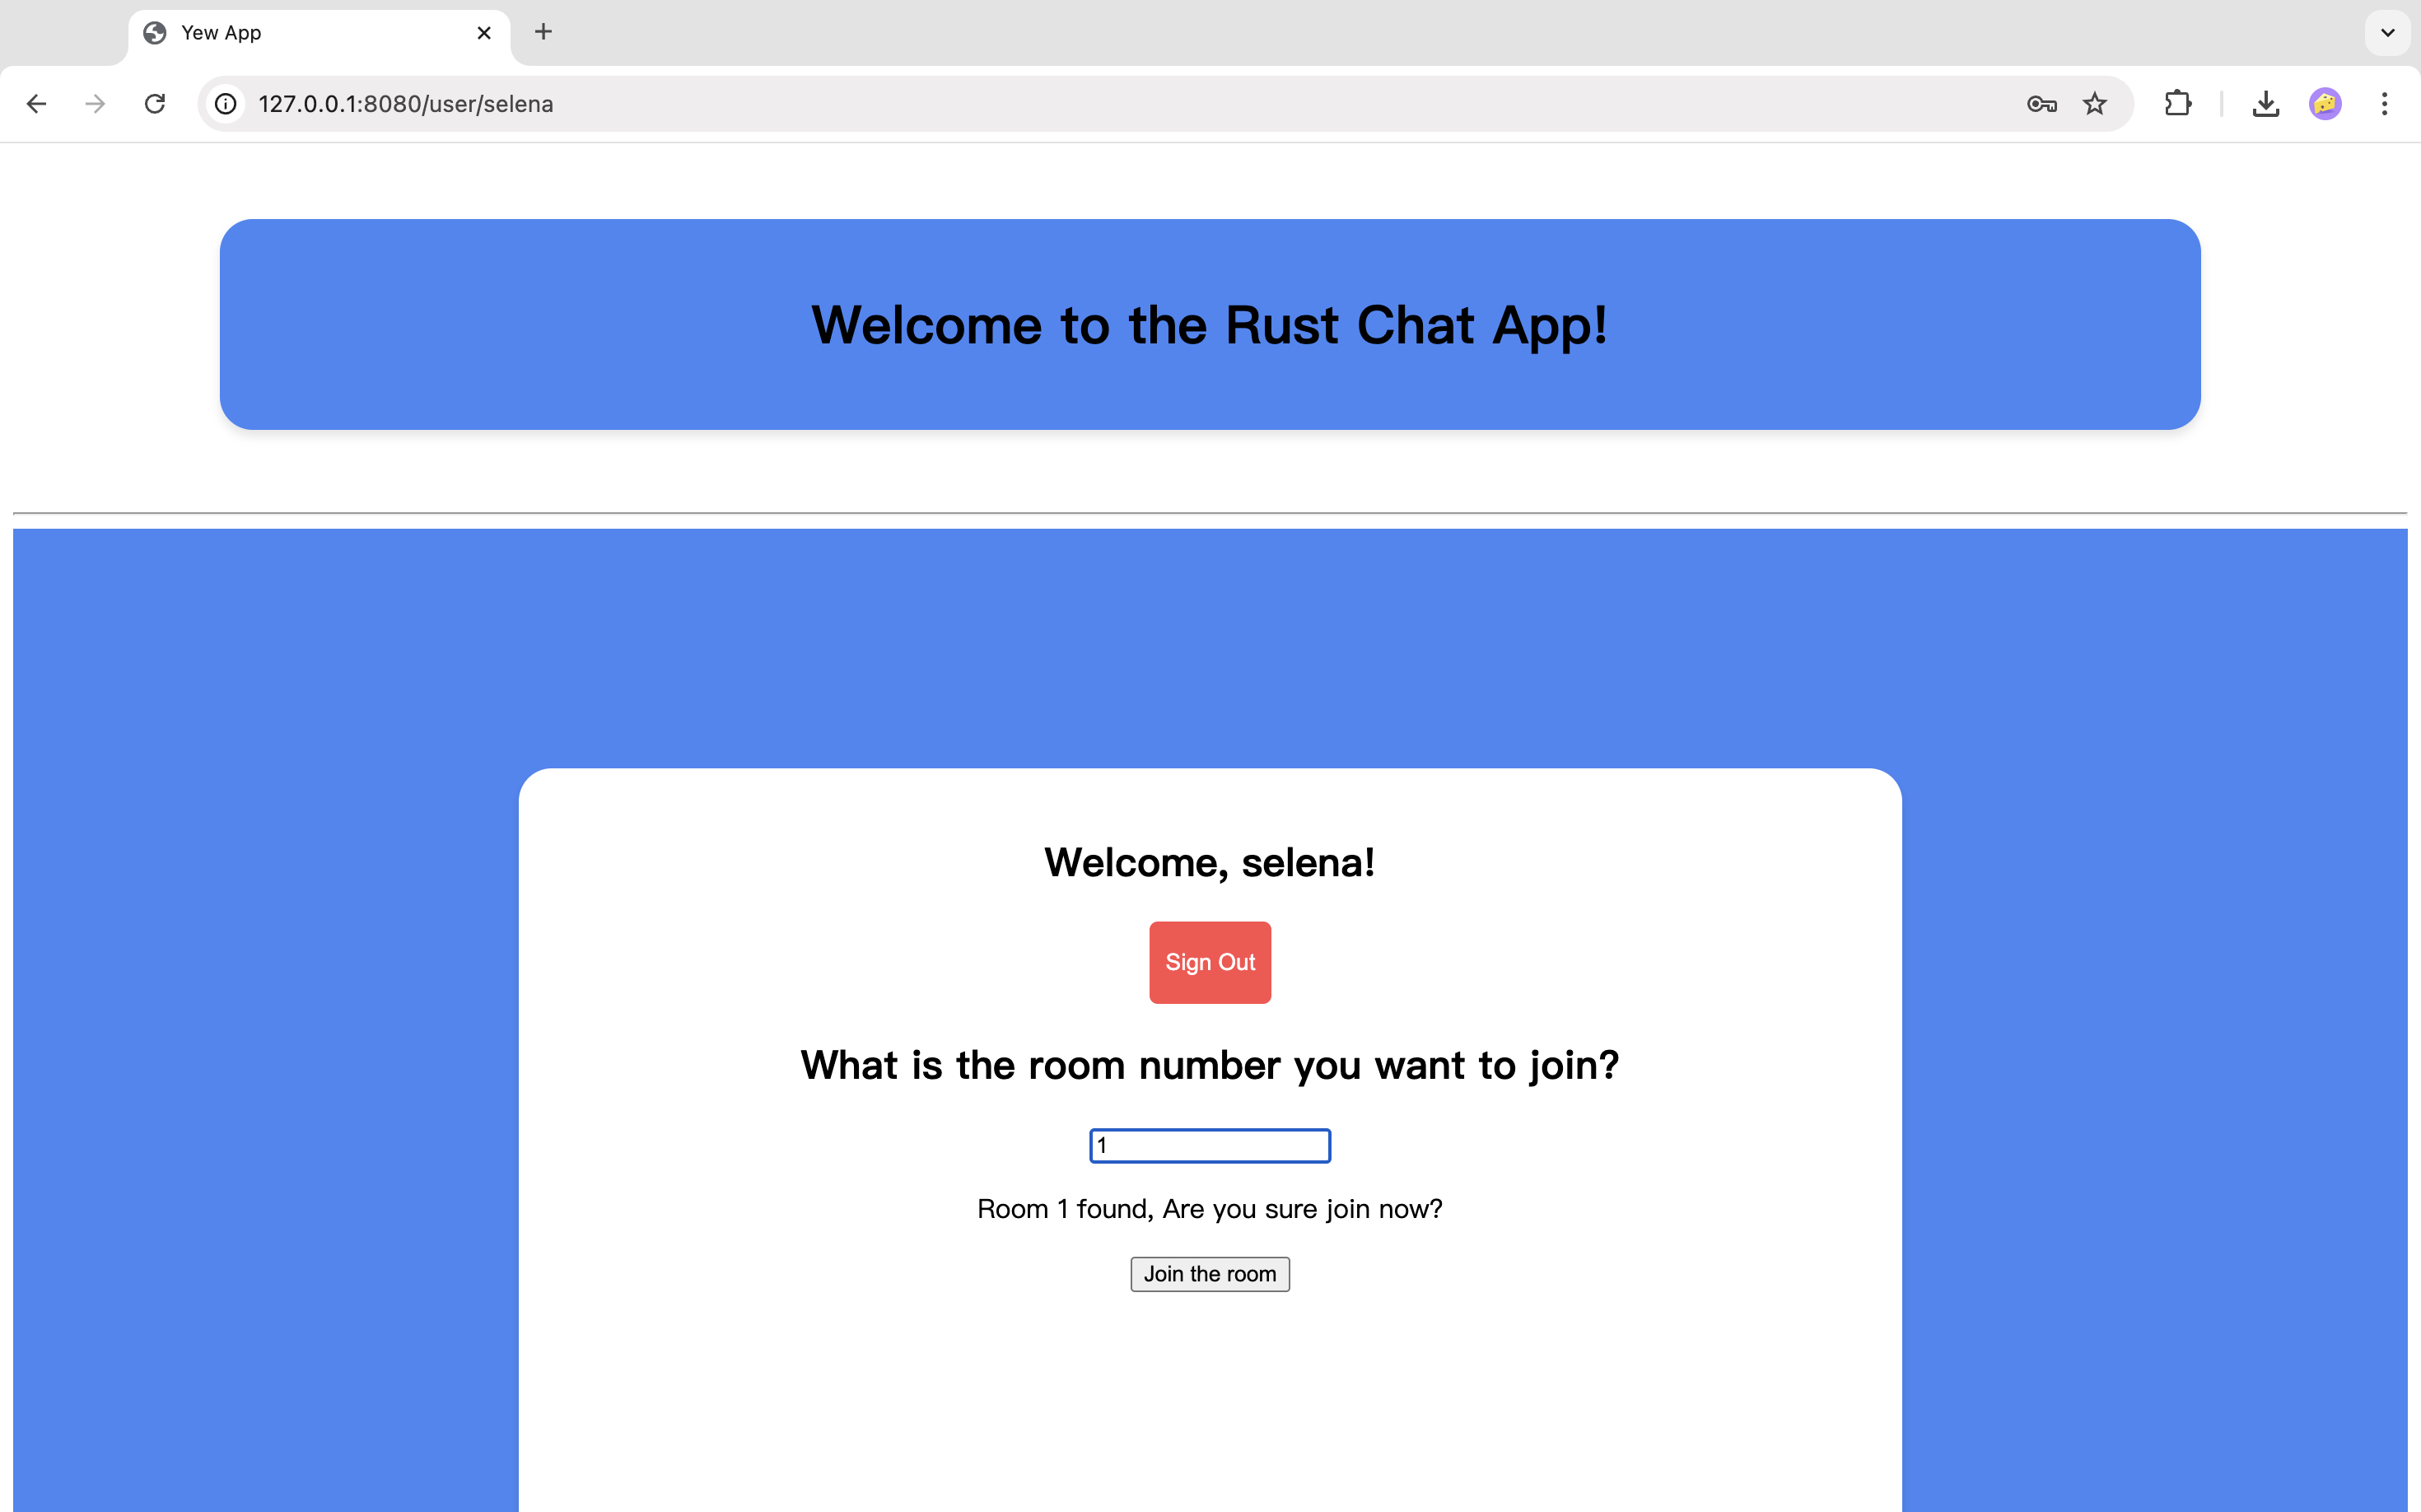 Yew App
127.0.0.1:8080/user/selena
Welcome to the Rust Chat App!
Welcome, selena!
Sign Out
What is the room number you want to join?
1
Room 1 found, Are you sure join now?
Join the room